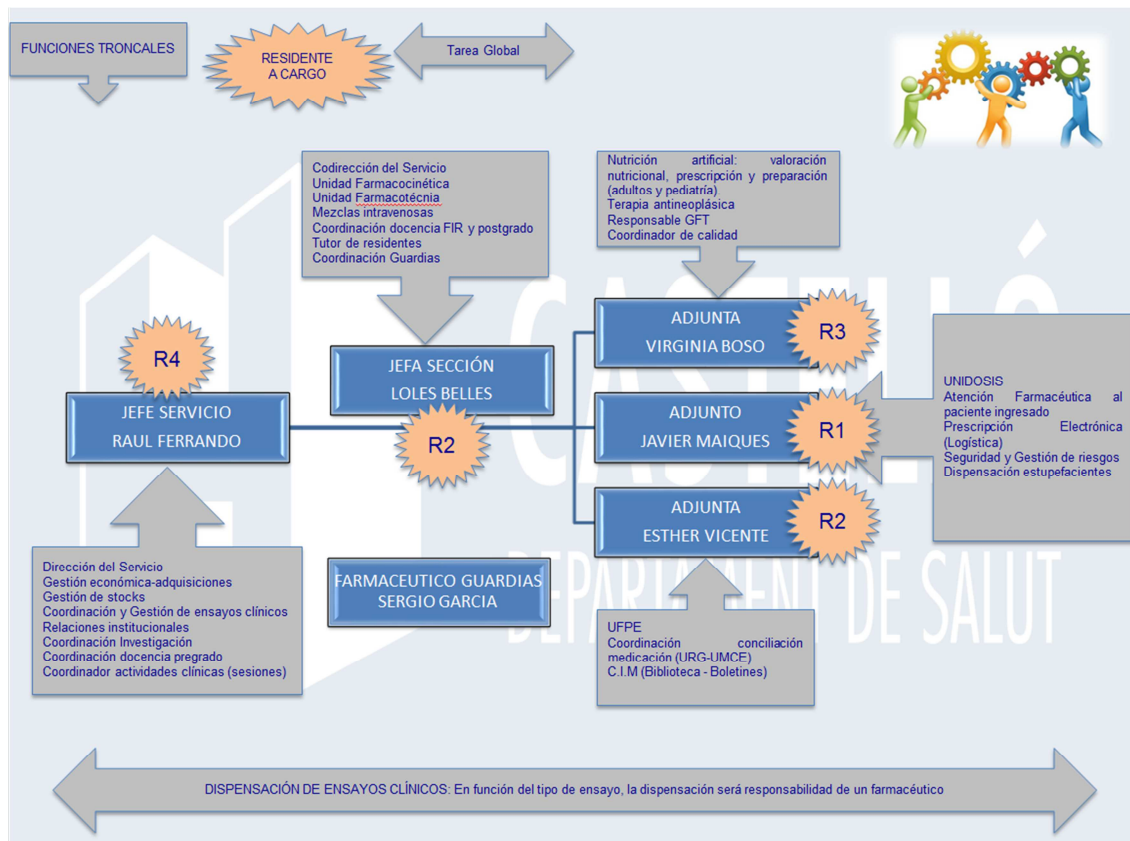 FUNCIONES TRONCALES
RESIDENTE
A CARGO
Tarea Global
Codirección del Servicio
Unidad Farmacocinética
Unidad Farmacotécnia
Mezclas intravenosas
Coordinación docencia FIR y postgrado
Tutor de residentes
Coordinación Guardias
Nutrición artificial: valoración
nutricional, prescripción y preparación
(adultos y pediatría)
Terapia antineoplásica
Responsable GFT
Coordinador de calidad
CASTELLÓ
DEPARTAMENT DE SALUT
R4
JEFE SERVICIO
RAUL FERRANDO
JEFA SECCIÓN
LOLES BELLES
R2
ADJUNTA
VIRGINIA BOSO
R3
ADJUNTO
JAVIER MAIQUES
R1
ADJUNTA
ESTHER VICENTE
R2
UNIDOSIS
Atención Farmacéutica al
paciente ingresado
Prescripción Electrónica
(Logística)
Seguridad y Gestión de riesgos
Dispensación estupefacientes
Dirección del Servicio
Gestión económica-adquisiciones
Gestión de stocks
Coordinación y Gestión de ensayos clínicos
Relaciones institucionales
Coordinación Investigación
Coordinación docencia pregrado
Coordinador actividades clínicas (sesiones)
FARMACEUTICO GUARDIAS
SERGIO GARCIA
UFPE
Coordinación conciliación
medicación (URG-UMCE)
C.I.M (Biblioteca - Boletines)
DISPENSACIÓN DE ENSAYOS CLÍNICOS: En función del tipo de ensayo, la dispensación será responsabilidad de un farmacéutico